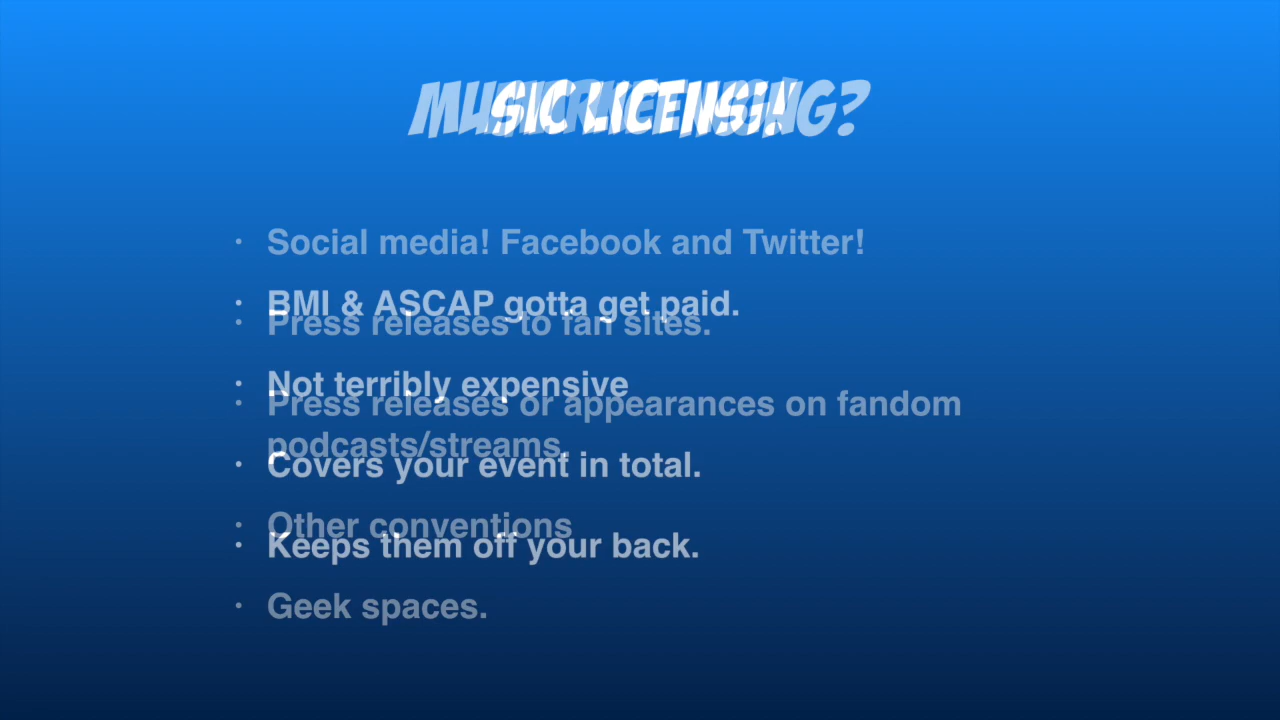 MUSIC LICENSING?
• Social media! Facebook and Twitter!
• BMI & ASCAP gotta get paid.
• Press releases to fan sites.
• Not terribly expensive
• Press releases or appearances on fandom
podcasts/streams.
• Covers your event in total.
• Other conventions
• Keeps them off your back.
• Geek spaces.